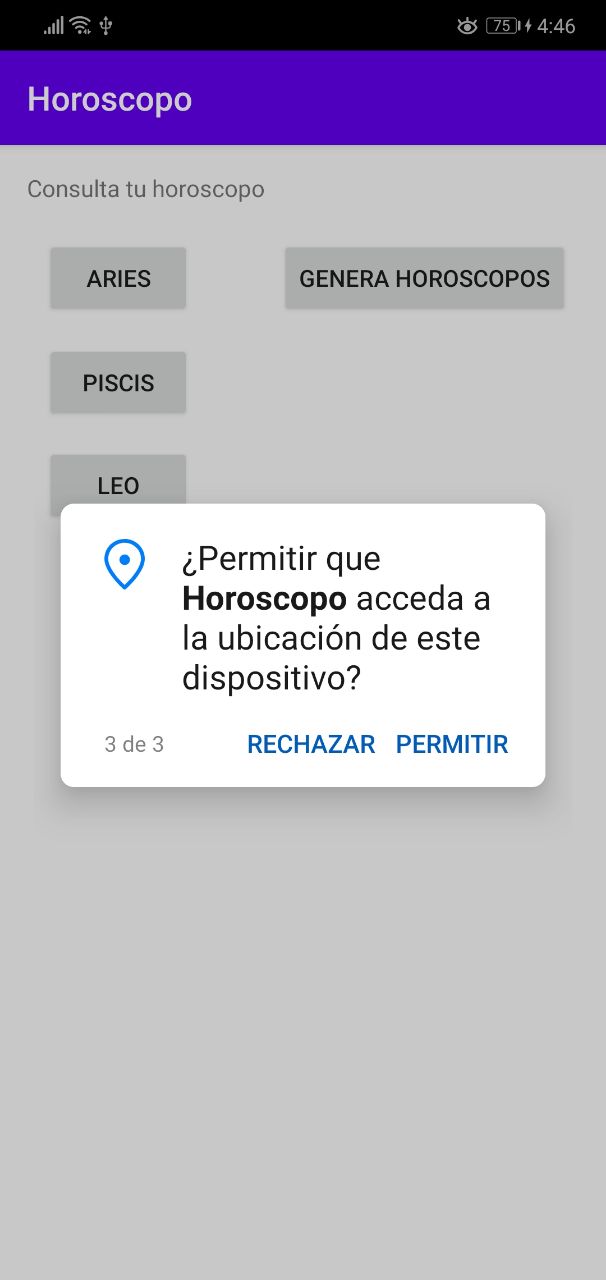 75 4:46
Horoscopo
Consulta tu horoscopo
ARIES GENERA HOROSCOPOS
PISCIS
LEO
¿Permitir que
Horoscopo acceda a
la ubicación de este
dispositivo?
3 de 3 RECHAZAR PERMITIR